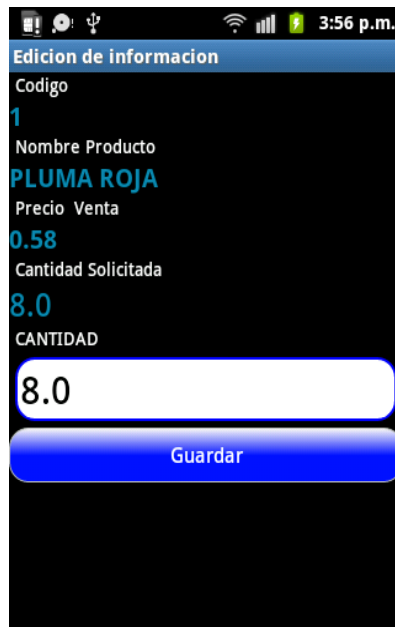 3:56 p.m.
Edicion de informacion
Codigo
1
Nombre Producto
PLUMA ROJA
Precio Venta
0.58
Cantidad Solicitada
8.0
CANTIDAD
8.0
Guardar